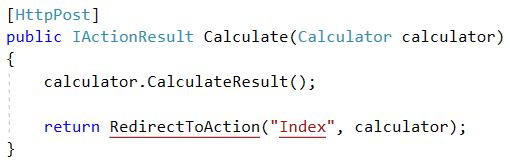 [HttpPost]
public IActionResult Calculate(Calculator calculator)
{
    calculator.CalculateResult();
    return RedirectToAction("Index", calculator);
}